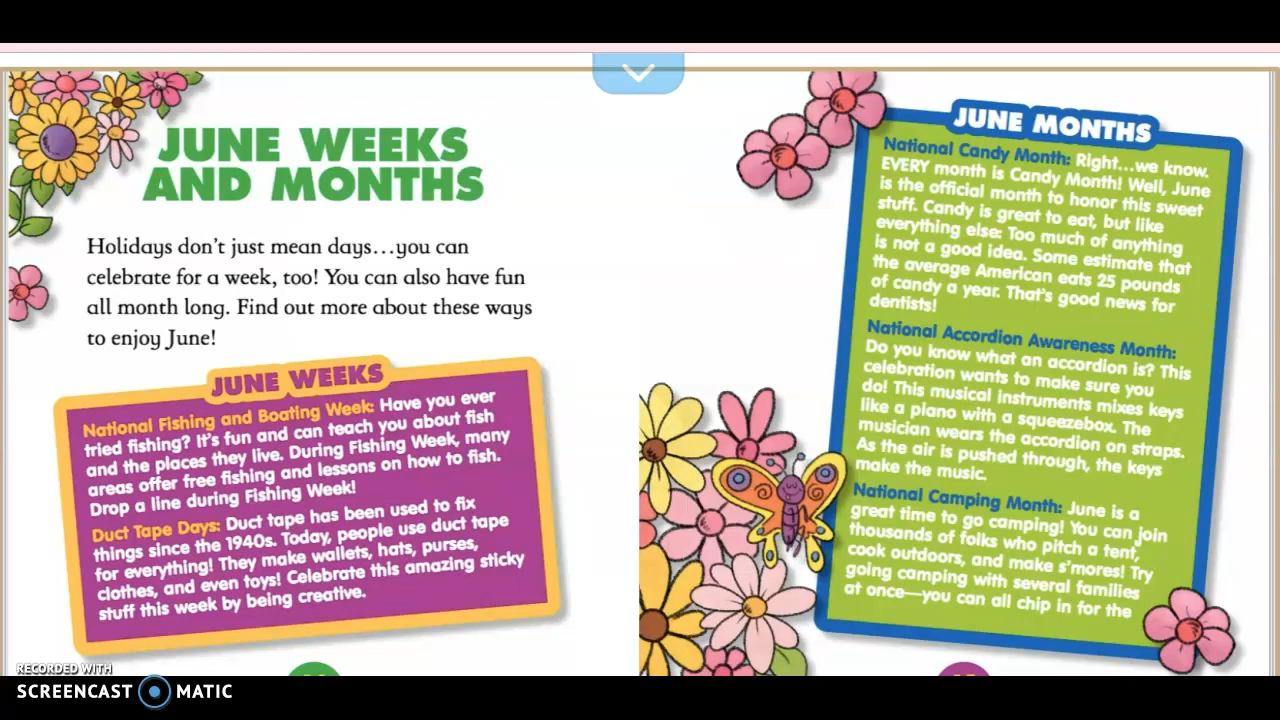 JUNE WEEKS
AND MONTHS
Holidays don't just mean days…you can
celebrate for a week, too! You can also have fun
all month long. Find out more about these ways
to enjoy June!
JUNE WEEKS
National Fishing and Boating Week: Have you ever
tried fishing? It's fun and can teach you about fish
and the places they live. During Fishing Week, many
areas offer free fishing and lessons on how to fish.
Drop a line during Fishing Week!
Duct Tape Days: Duct tape has been used to fix
things since the 1940s. Today, people use duct tape
for everything! They make wallets, hats, purses,
clothes, and even toys! Celebrate this amazing sticky
stuff this week by being creative.
JUNE MONTHS
National Candy Month: Right…we know.
EVERY month is Candy Month! Well, June
is the official month to honor this sweet
stuff. Candy is great to eat, but like
everything else: Too much of anything
is not a good idea. Some estimate that
the average American eats 25 pounds
of candy a year. That's good news for
dentists!
National Accordion Awareness Month:
Do you know what an accordion is? This
celebration wants to make sure you
do! This musical instruments mixes keys
like a piano with a squeezebox. The
musician wears the accordion on straps.
As the air is pushed through, the keys
make the music.
National Camping Month: June is a
great time to go camping! You can join
thousands of folks who pitch a tent,
cook outdoors, and make s'mores! Try
going camping with several families
at once—you can all chip in for the
RECORDED WITH
SCREENCAST MATIC